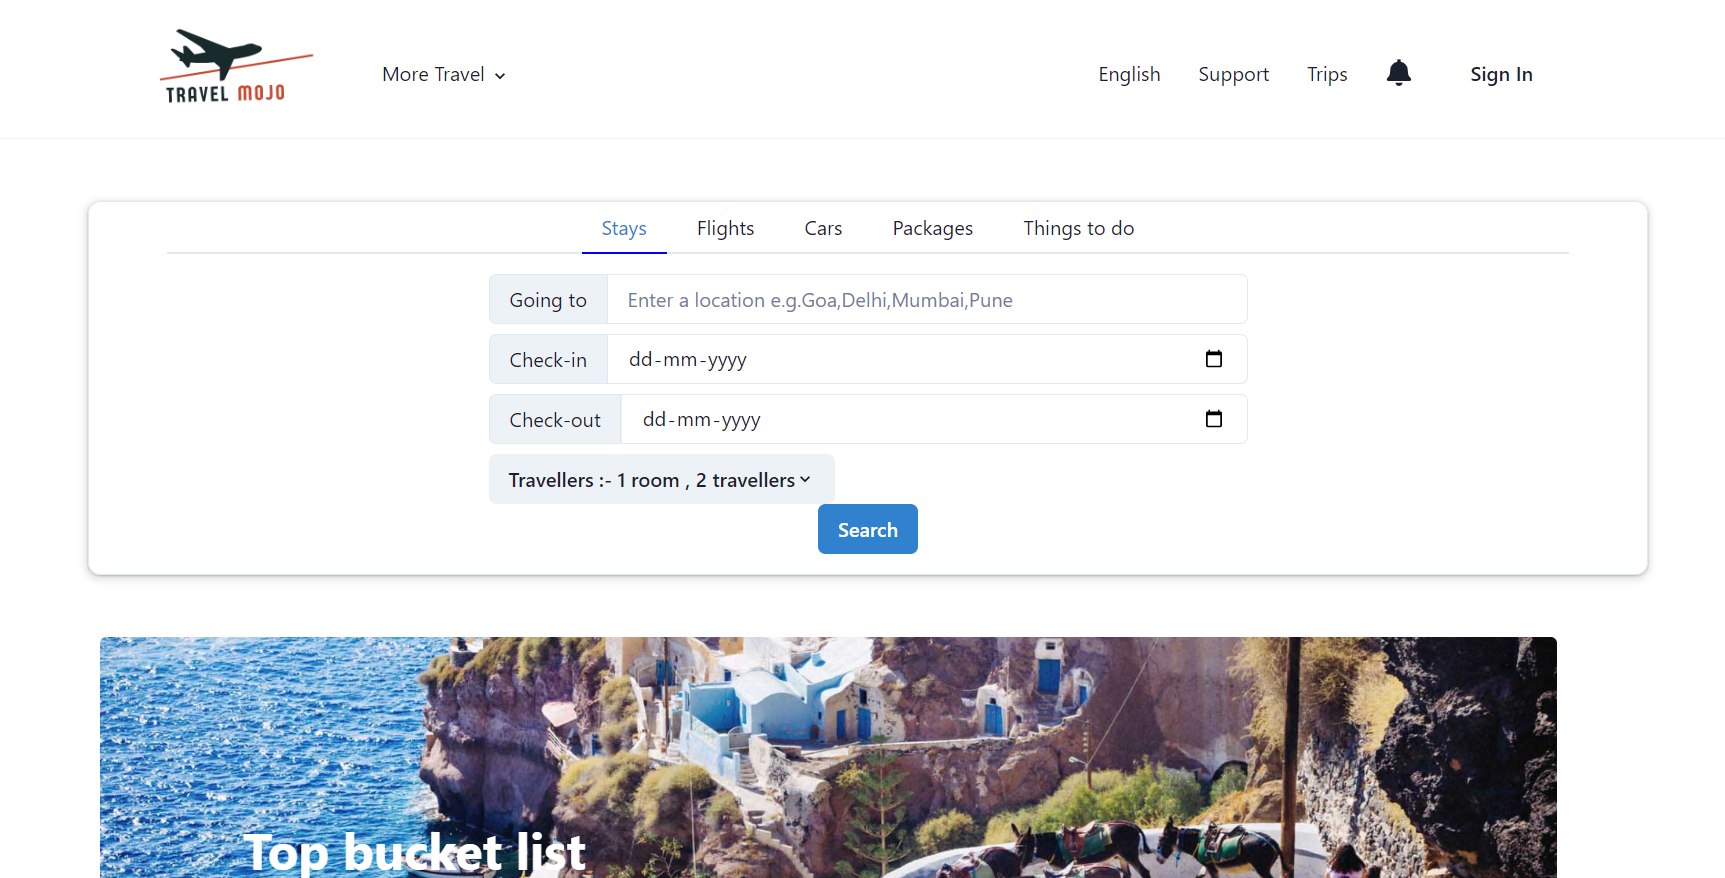 TRAVEL MOJO
More Travel
English
Support
Trips
Sign In
Stays
Flights
Cars
Packages
Things to do
Going to
Enter a location e.g.Goa,Delhi,Mumbai,Pune
Check-in
dd-mm-yyyy
Check-out
dd-mm-yyyy
Travellers :- 1 room , 2 travellers
Search
Top bucket list